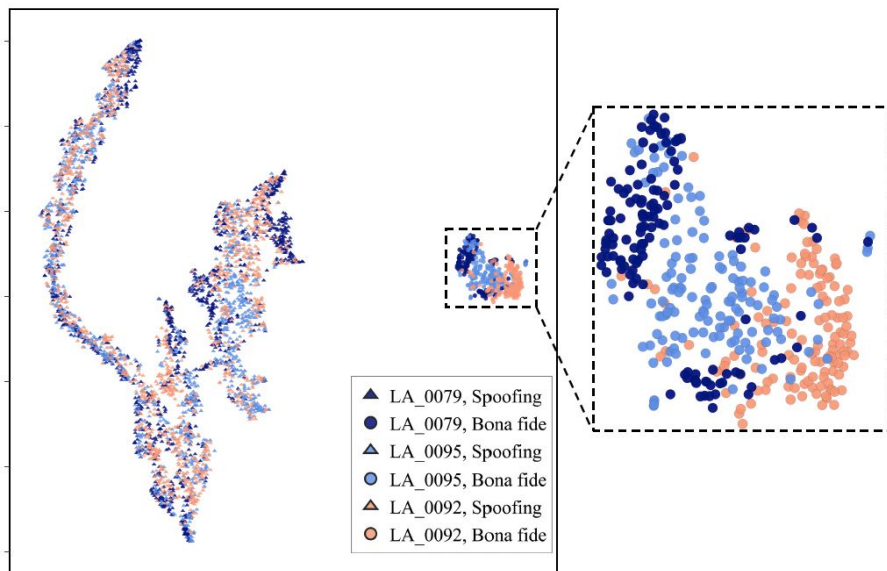 LA_0079, Spoofing
LA_0079, Bona fide
LA_0095, Spoofing
LA_0095, Bona fide
LA_0092, Spoofing
LA_0092, Bona fide